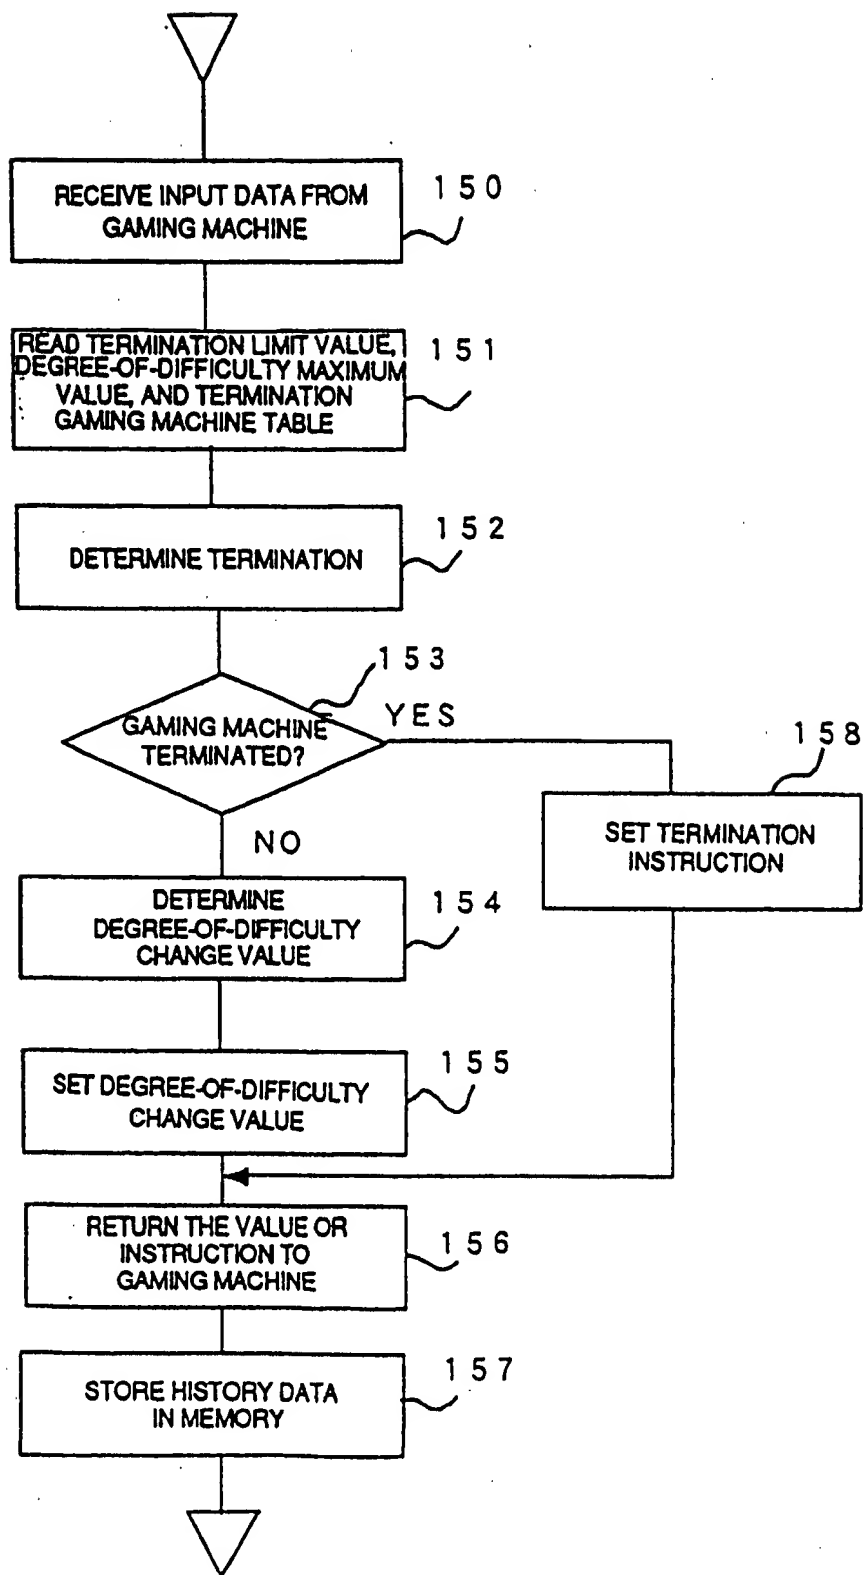 RECEIVE INPUT DATA FROM
GAMING MACHINE
150
READ TERMINATION LIMIT VALUE,
DEGREE-OF-DIFFICULTY MAXIMUM
VALUE, AND TERMINATION
GAMING MACHINE TABLE
151
DETERMINE TERMINATION
152
153
GAMING MACHINE
TERMINATED?
YES
NO
158
SET TERMINATION
INSTRUCTION
DETERMINE
DEGREE-OF-DIFFICULTY
CHANGE VALUE
154
SET DEGREE-OF-DIFFICULTY
CHANGE VALUE
155
RETURN THE VALUE OR
INSTRUCTION TO
GAMING MACHINE
156
STORE HISTORY DATA
IN MEMORY
157